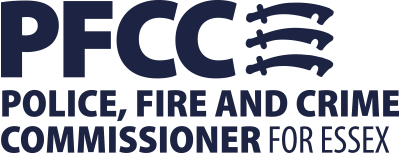 PFCC
POLICE, FIRE AND CRIME
COMMISSIONER FOR ESSEX